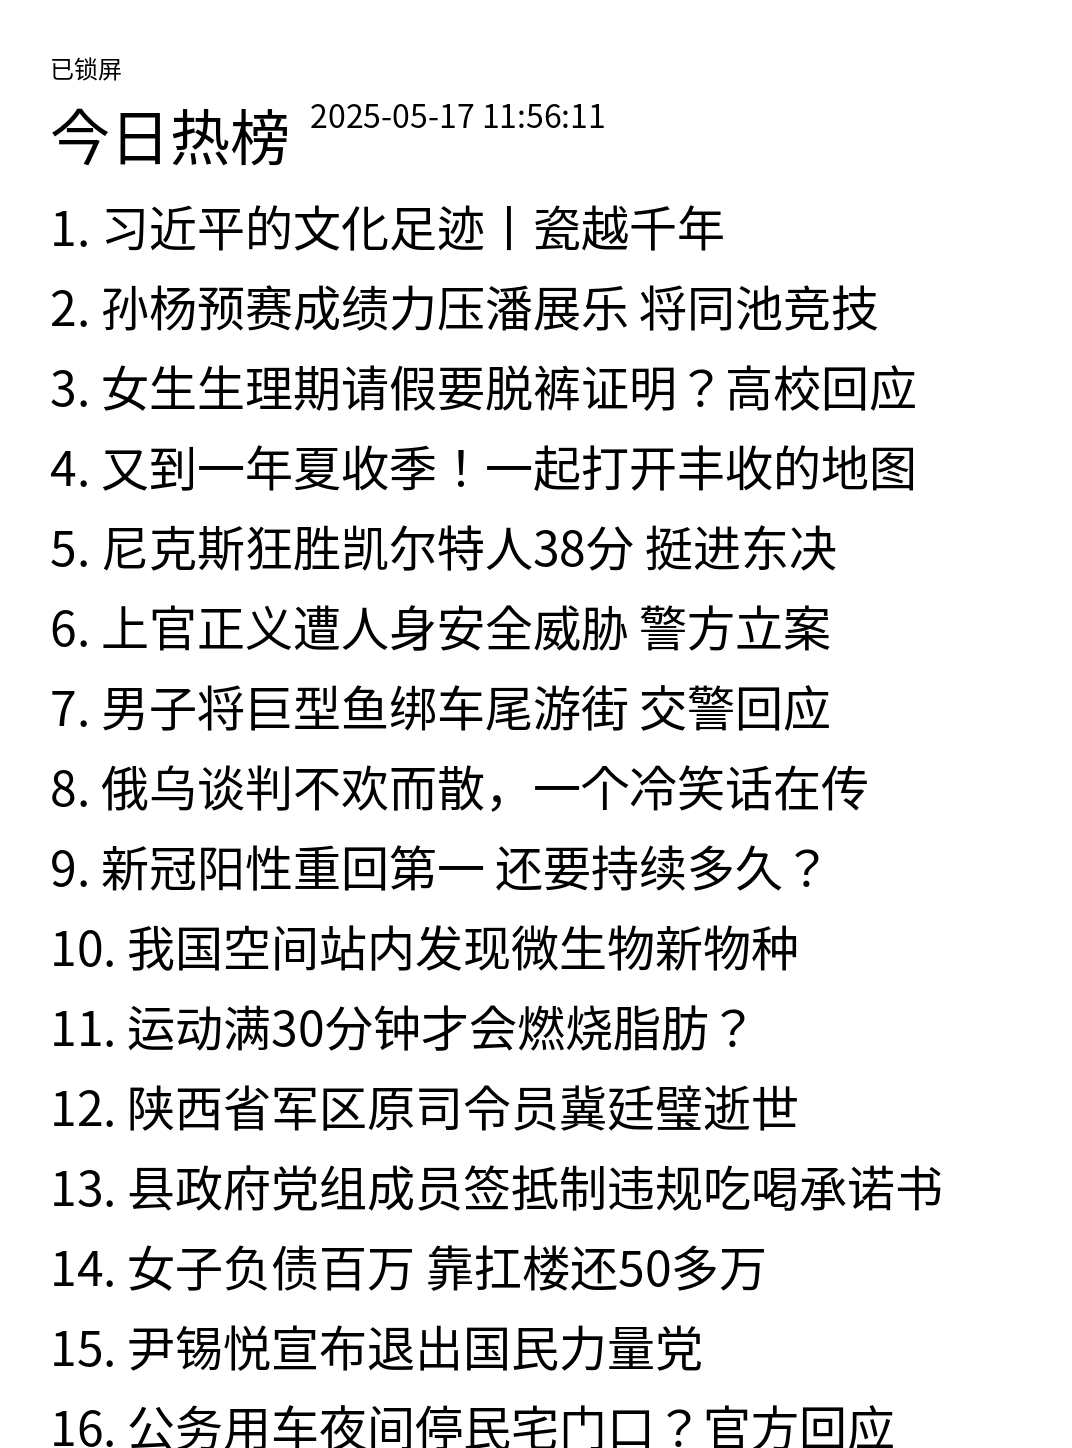 已锁屏
今日热榜 2025-05-17 11:56:11
1. 习近平的文化足迹丨瓷越千年
2. 孙杨预赛成绩力压潘展乐 将同池竞技
3. 女生生理期请假要脱裤证明？高校回应
4. 又到一年夏收季！一起打开丰收的地图
5. 尼克斯狂胜凯尔特人38分 挺进东决
6. 上官正义遭人身安全威胁 警方立案
7. 男子将巨型鱼绑车尾游街 交警回应
8. 俄乌谈判不欢而散，一个冷笑话在传
9. 新冠阳性重回第一 还要持续多久？
10. 我国空间站内发现微生物新物种
11. 运动满30分钟才会燃烧脂肪？
12. 陕西省军区原司令员冀廷璧逝世
13. 县政府党组成员签抵制违规吃喝承诺书
14. 女子负债百万 靠扛楼还50多万
15. 尹锡悦宣布退出国民力量党
16. 公务用车夜间停民宅门口？官方回应